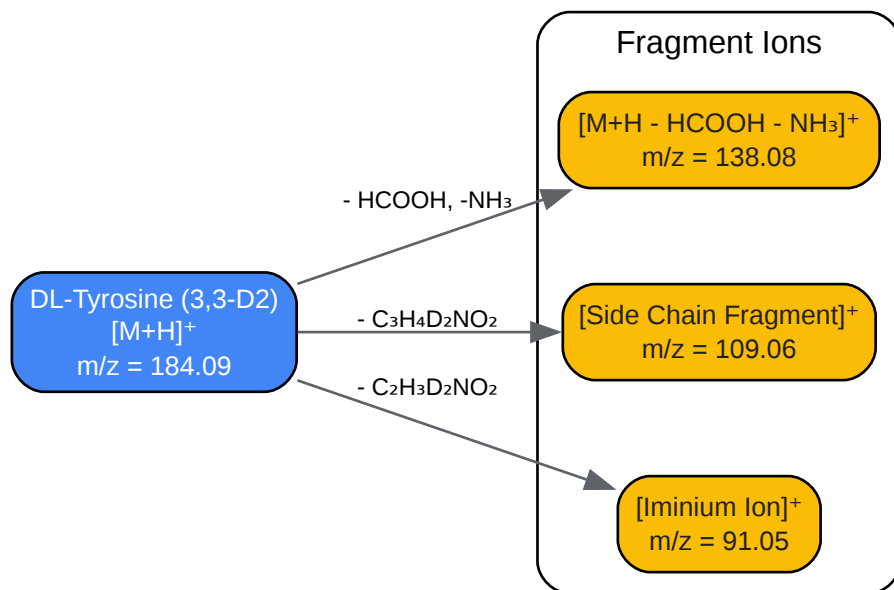 Fragment Ions
[M+H - HCOOH - NH₃]⁺
m/z = 138.08
- HCOOH, -NH₃
DL-Tyrosine (3,3-D2)
[M+H]⁺
m/z = 184.09
- C₃H₄D₂NO₂
[Side Chain Fragment]⁺
m/z = 109.06
- C₂H₃D₂NO₂
[Iminium Ion]⁺
m/z = 91.05